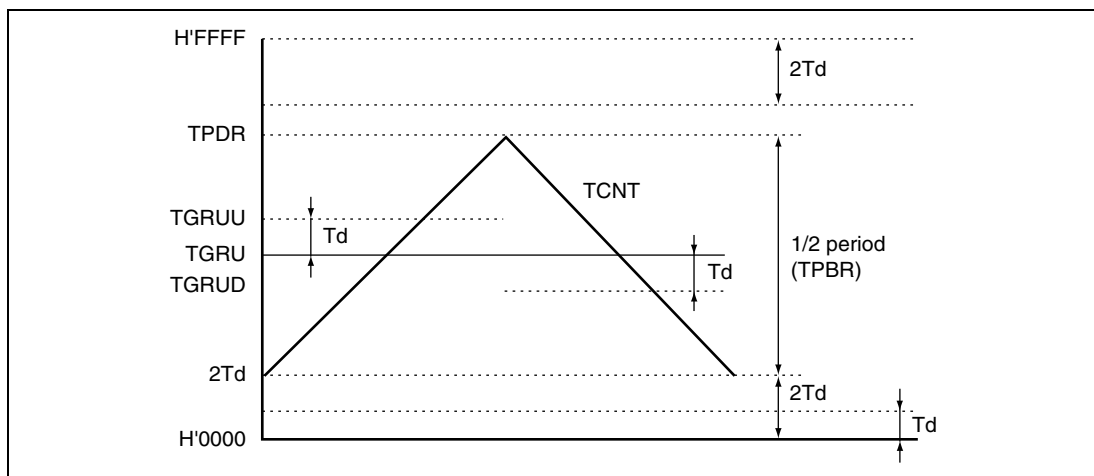 H'FFFF
2Td
TPDR
TCNT
TGRUU
Td
TGRU
Td
TGRUD
1/2 period
(TPBR)
2Td
2Td
Td
H'0000